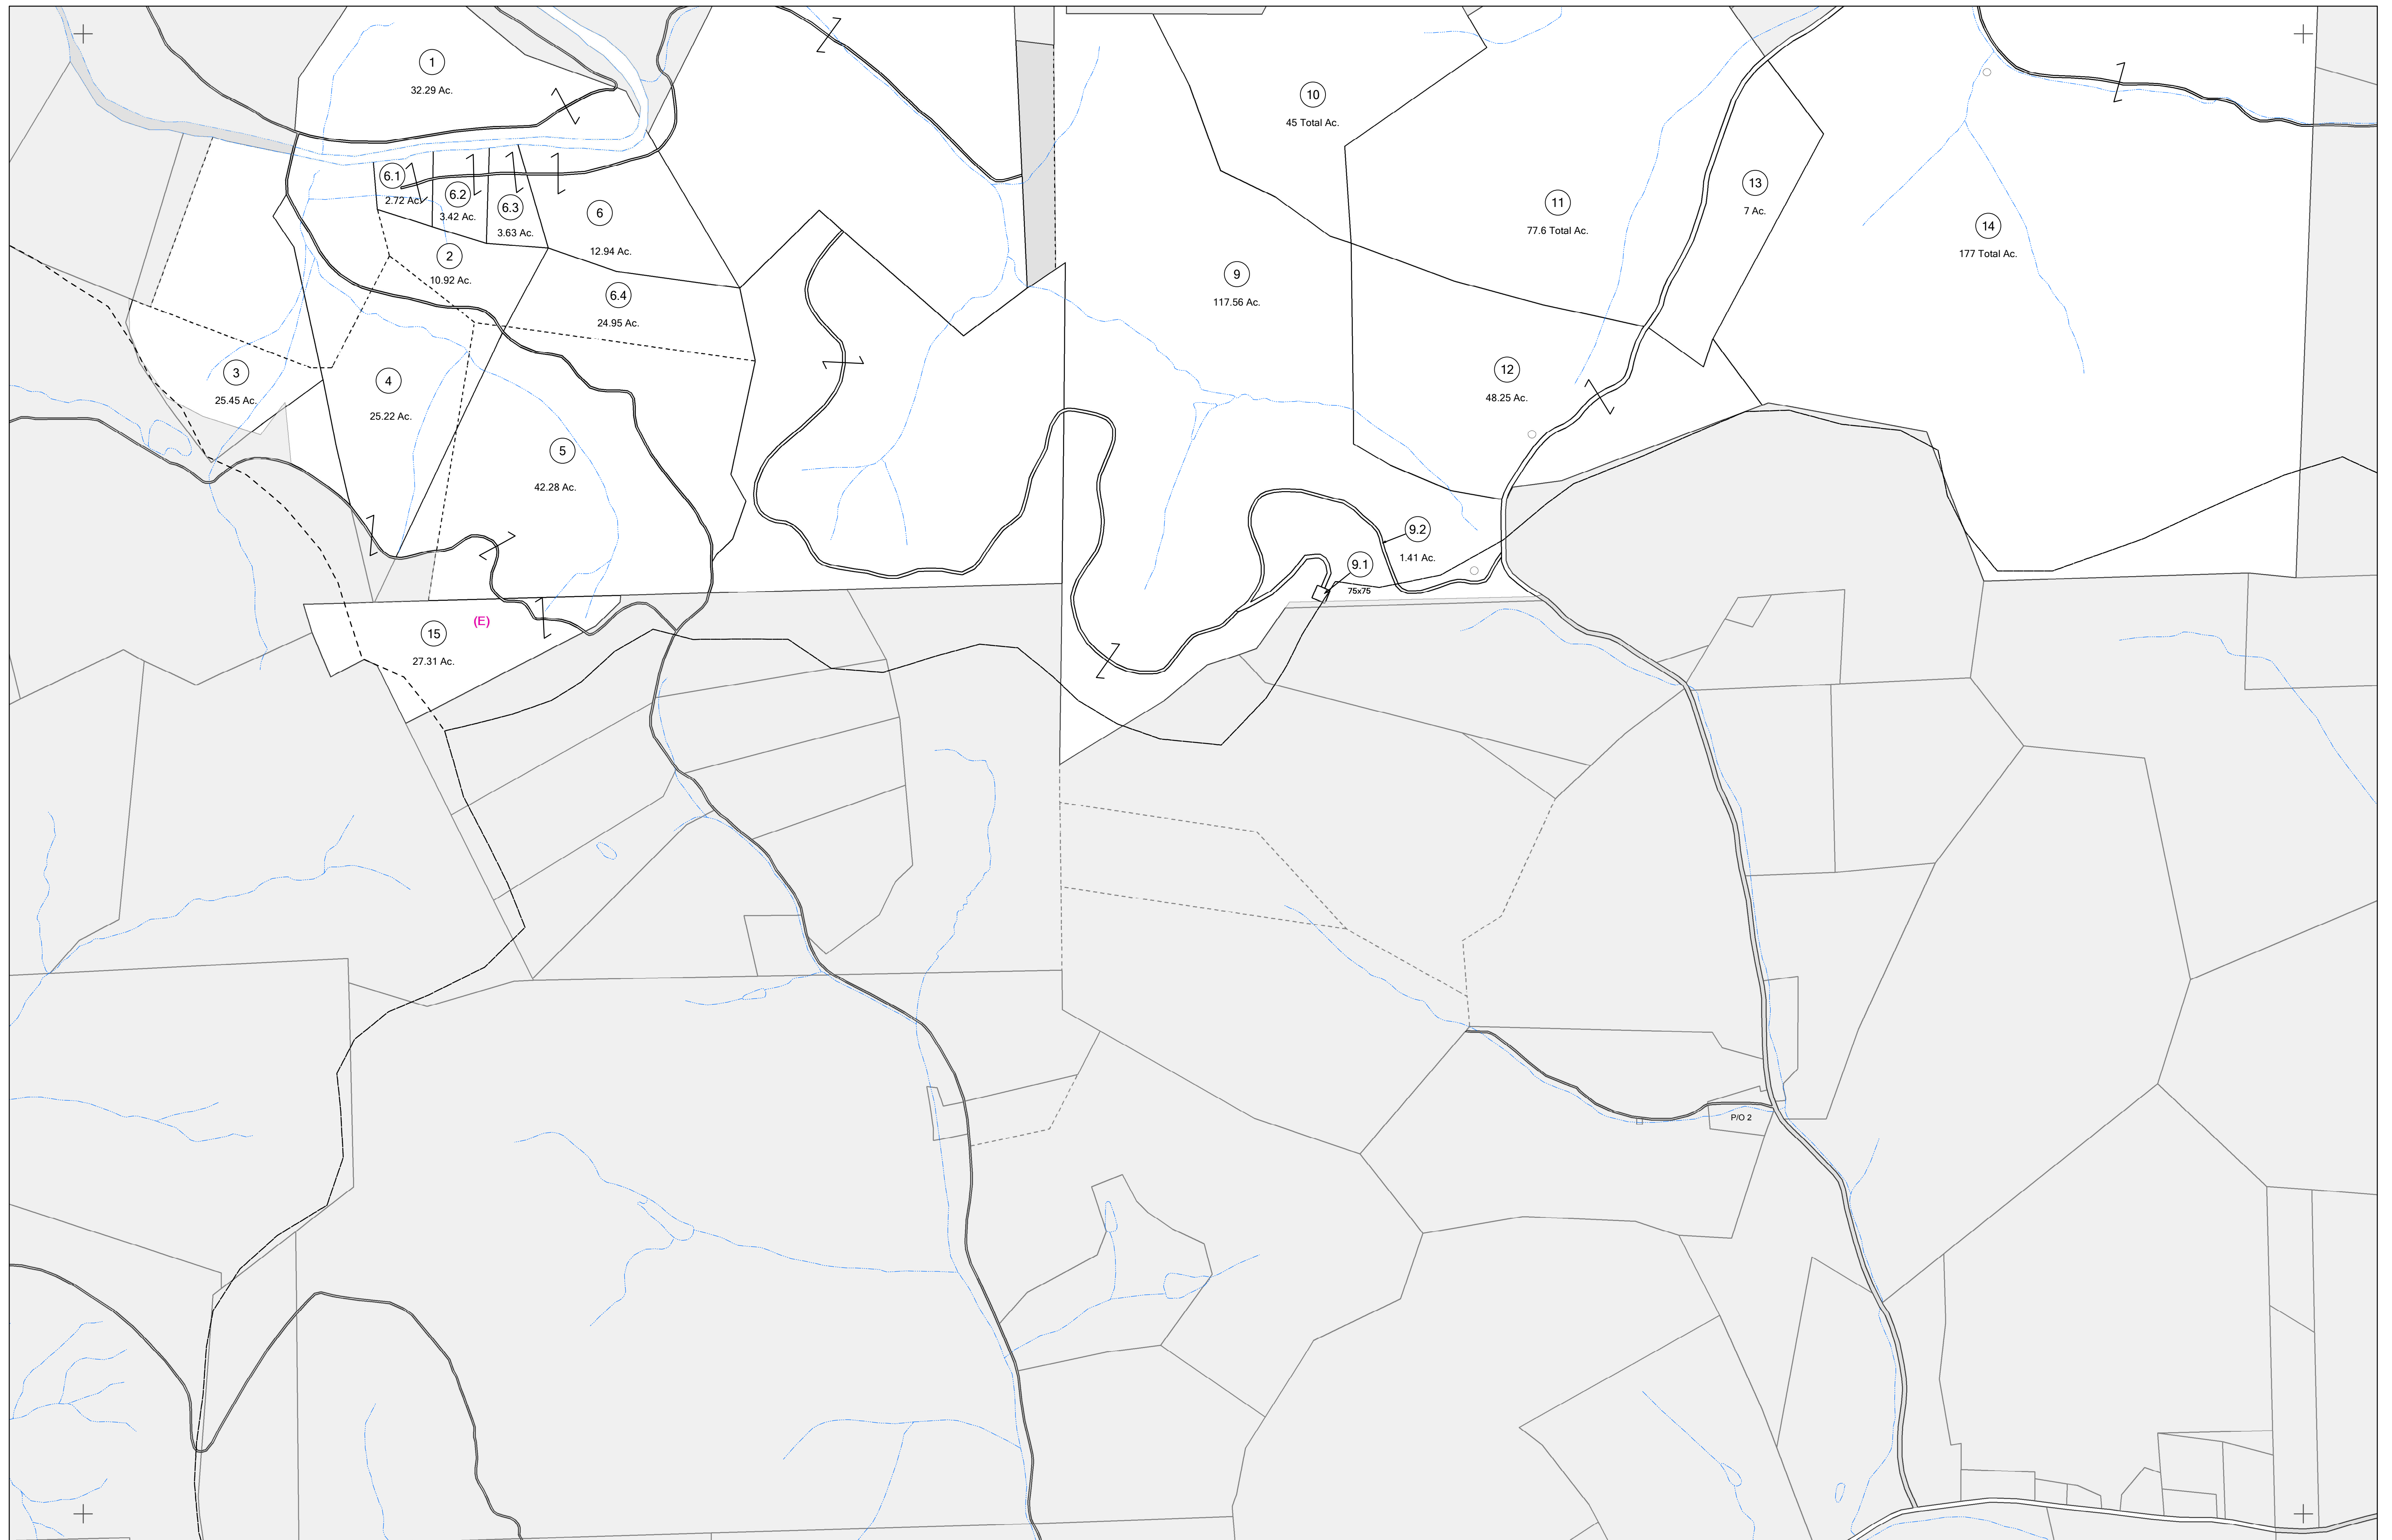 1
32.29 Ac.
10
45 Total Ac.
6.1
2.72 Ac.
6.2
3.42 Ac.
6.3
3.63 Ac.
6
12.94 Ac.
11
77.6 Total Ac.
13
7 Ac.
14
177 Total Ac.
2
10.92 Ac.
6.4
24.95 Ac.
9
117.56 Ac.
3
25.45 Ac.
4
25.22 Ac.
12
48.25 Ac.
5
42.28 Ac.
9.2
1.41 Ac.
9.1
75x75
(E)
15
27.31 Ac.
P/O 2